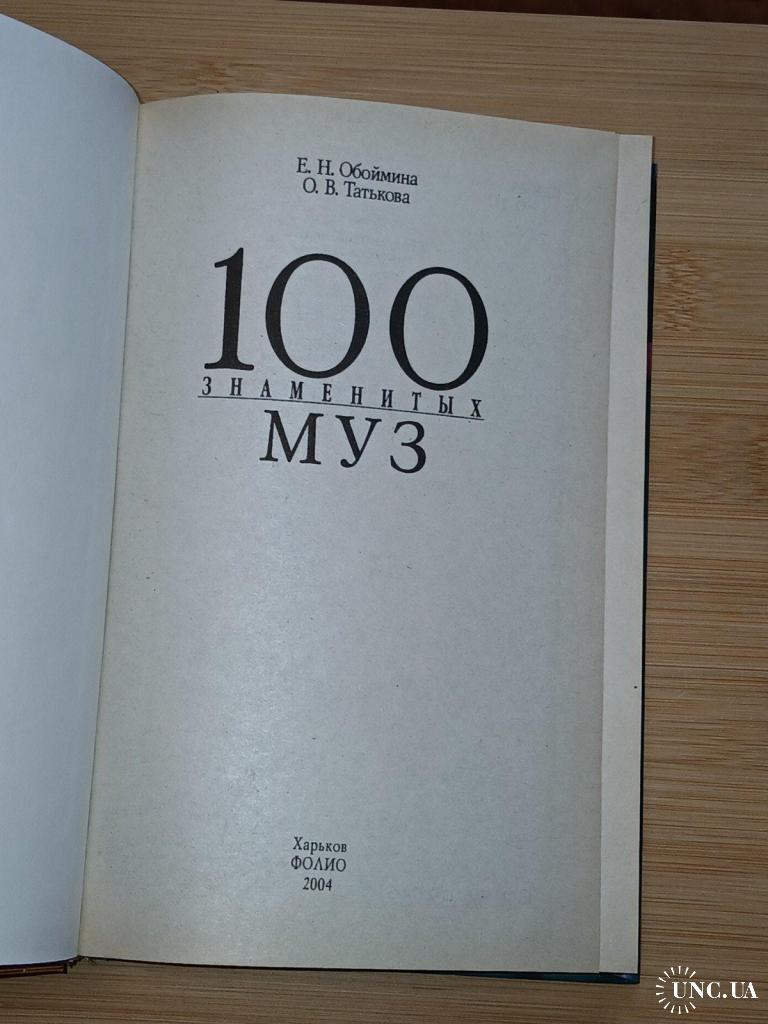 Е. Н. Обоймина
О. В. Татькова
100
ЗНАМЕНИТЫХ
МУЗ
Харьков
ФОЛИО
2004
UNC.UA